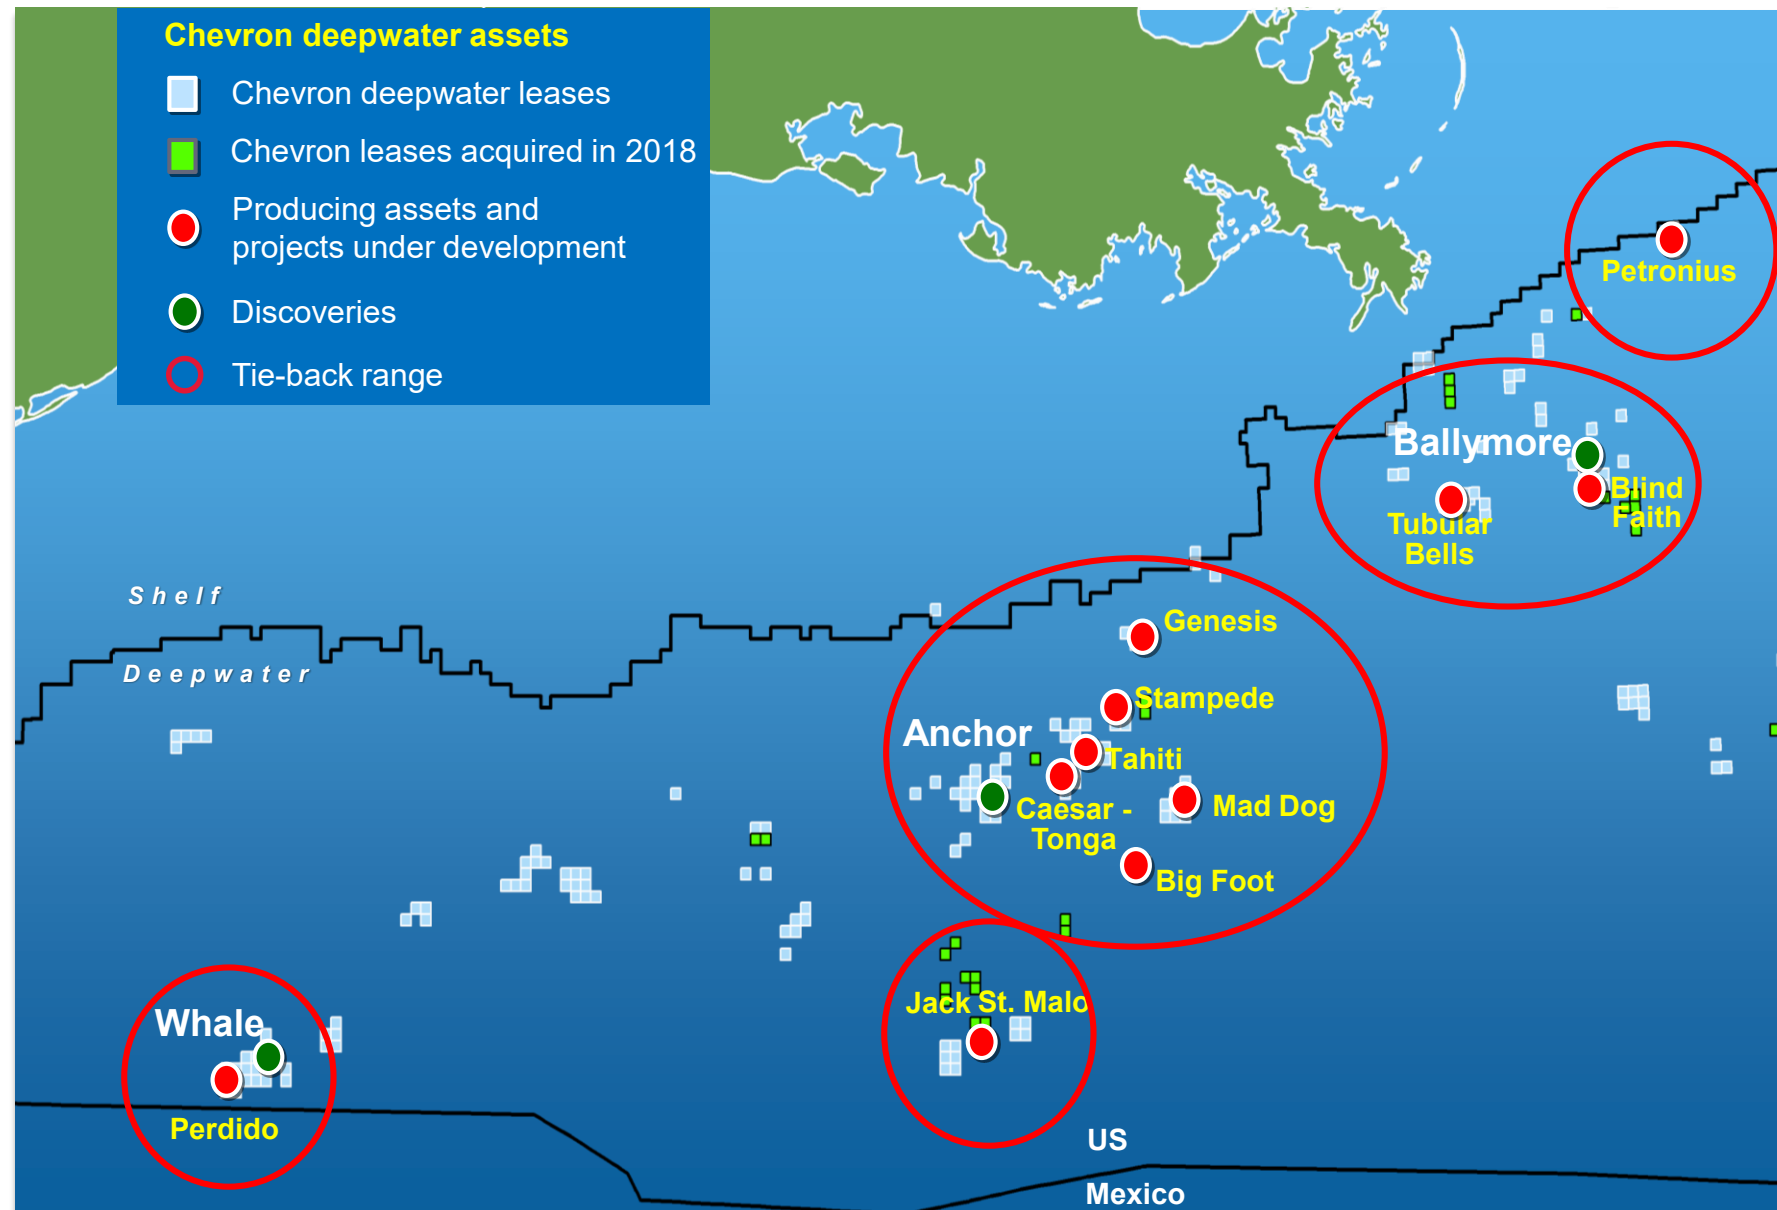 Chevron deepwater assets
Chevron deepwater leases
Chevron leases acquired in 2018
Producing assets and
projects under development
Discoveries
Tie-back range
Petronius
Ballymore
Blind
Faith
Tubular
Bells
Shelf
Deepwater
Genesis
Stampede
Anchor
Tahiti
Caesar -
Tonga
Mad Dog
Big Foot
Jack St. Malo
Whale
Perdido
US
Mexico